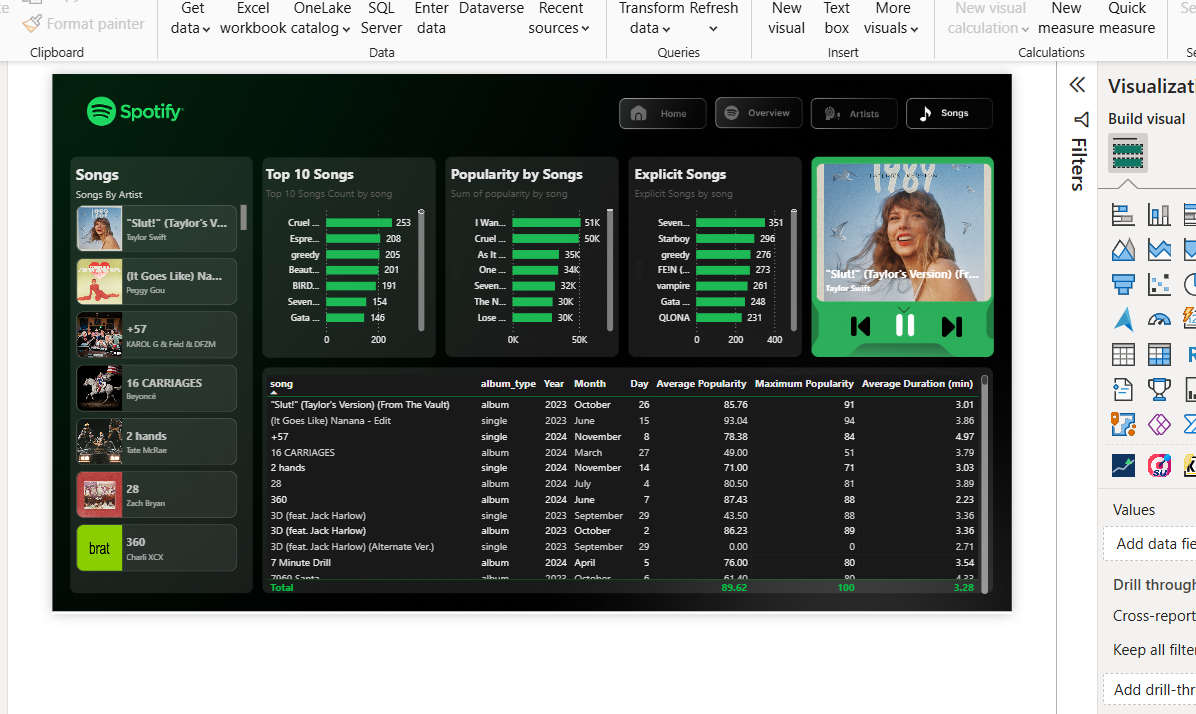 Get data
Excel workbook
OneLake catalog
SQL Server
Enter data
Dataverse
Recent sources
Transform data
Refresh
New visual
Text box
More visuals
New visual calculation
New measure
Quick measure
Format painter
Clipboard
Data
Queries
Insert
Calculations
Spotify
Home
Overview
Artists
Songs
Songs
Songs By Artist
"Slut!" (Taylor's V...
Taylor Swift
(It Goes Like) Na...
Peggy Gou
+57
KAROL G & Feid & DFZM
16 CARRIAGES
Beyoncé
2 hands
Tate McRae
28
Zach Bryan
brat
360
Charli XCX
Top 10 Songs
Top 10 Songs Count by song
Cruel ... 253
Espre... 208
greedy 205
Beaut... 201
BIRD... 191
Seven... 154
Gata ... 146
0 200
Popularity by Songs
Sum of popularity by song
I Wan... 51K
Cruel ... 50K
As It ... 35K
One ... 34K
Seven... 32K
The N... 30K
Lose ... 30K
0K 50K
Explicit Songs
Explicit Songs by song
Seven... 351
Starboy 296
greedy 276
FE!N (... 273
vampire 261
Gata ... 248
QLONA 231
0 200 400
1989
"Slut!" (Taylor's Version) (Fr...
Taylor Swift
song album_type Year Month Day Average Popularity Maximum Popularity Average Duration (min)
"Slut!" (Taylor's Version) (From The Vault) album 2023 October 26 85.76 91 3.01
(It Goes Like) Nanana - Edit single 2023 June 15 93.04 94 3.86
+57 single 2024 November 8 78.38 84 4.97
16 CARRIAGES album 2024 March 27 49.00 51 3.79
2 hands single 2024 November 14 71.00 71 3.03
28 album 2024 July 4 80.50 81 3.89
360 album 2024 June 7 87.43 88 2.23
3D (feat. Jack Harlow) single 2023 September 29 43.50 88 3.36
3D (feat. Jack Harlow) album 2023 October 2 86.23 89 3.36
3D (feat. Jack Harlow) (Alternate Ver.) single 2023 September 29 0.00 0 2.71
7 Minute Drill album 2024 April 5 76.00 80 3.54
7969 Santa album 2023 October 6 61.40 80 4.33
Total 89.62 100 3.28
Filters
Visualizati
Build visual
Values
Add data fie
Drill through
Cross-report
Keep all filte
Add drill-thr